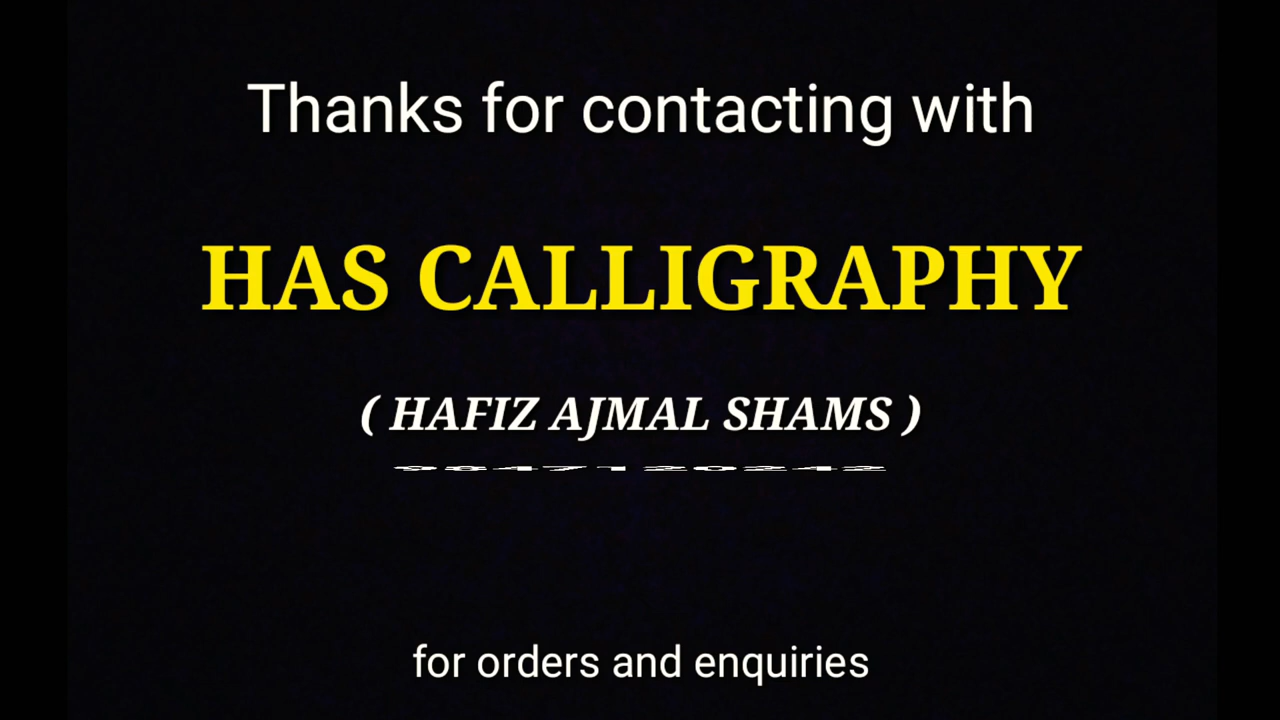 Thanks for contacting with
HAS CALLIGRAPHY
( HAFIZ AJMAL SHAMS )
for orders and enquiries